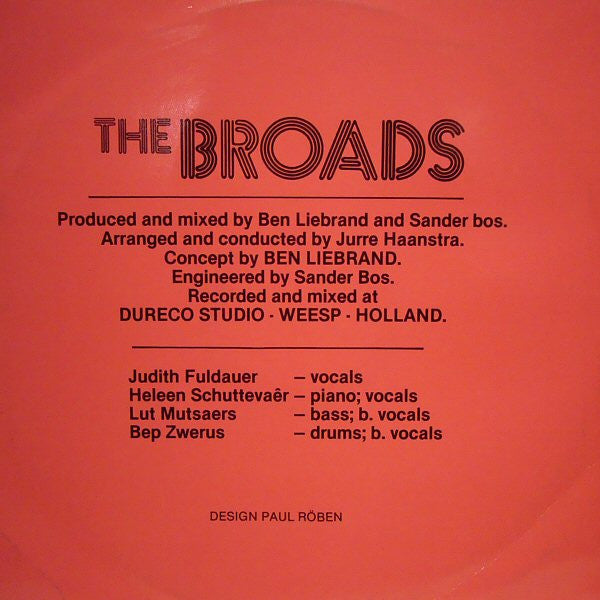 THE BROADS
Produced and mixed by Ben Liebrand and Sander bos.
Arranged and conducted by Jurre Haanstra.
Concept by BEN LIEBRAND.
Engineered by Sander Bos.
Recorded and mixed at
DURECO STUDIO - WEESP - HOLLAND.
Judith Fuldauer – vocals
Heleen Schuttevaêr – piano; vocals
Lut Mutsaers – bass; b. vocals
Bep Zwerus – drums; b. vocals
DESIGN PAUL RÖBEN